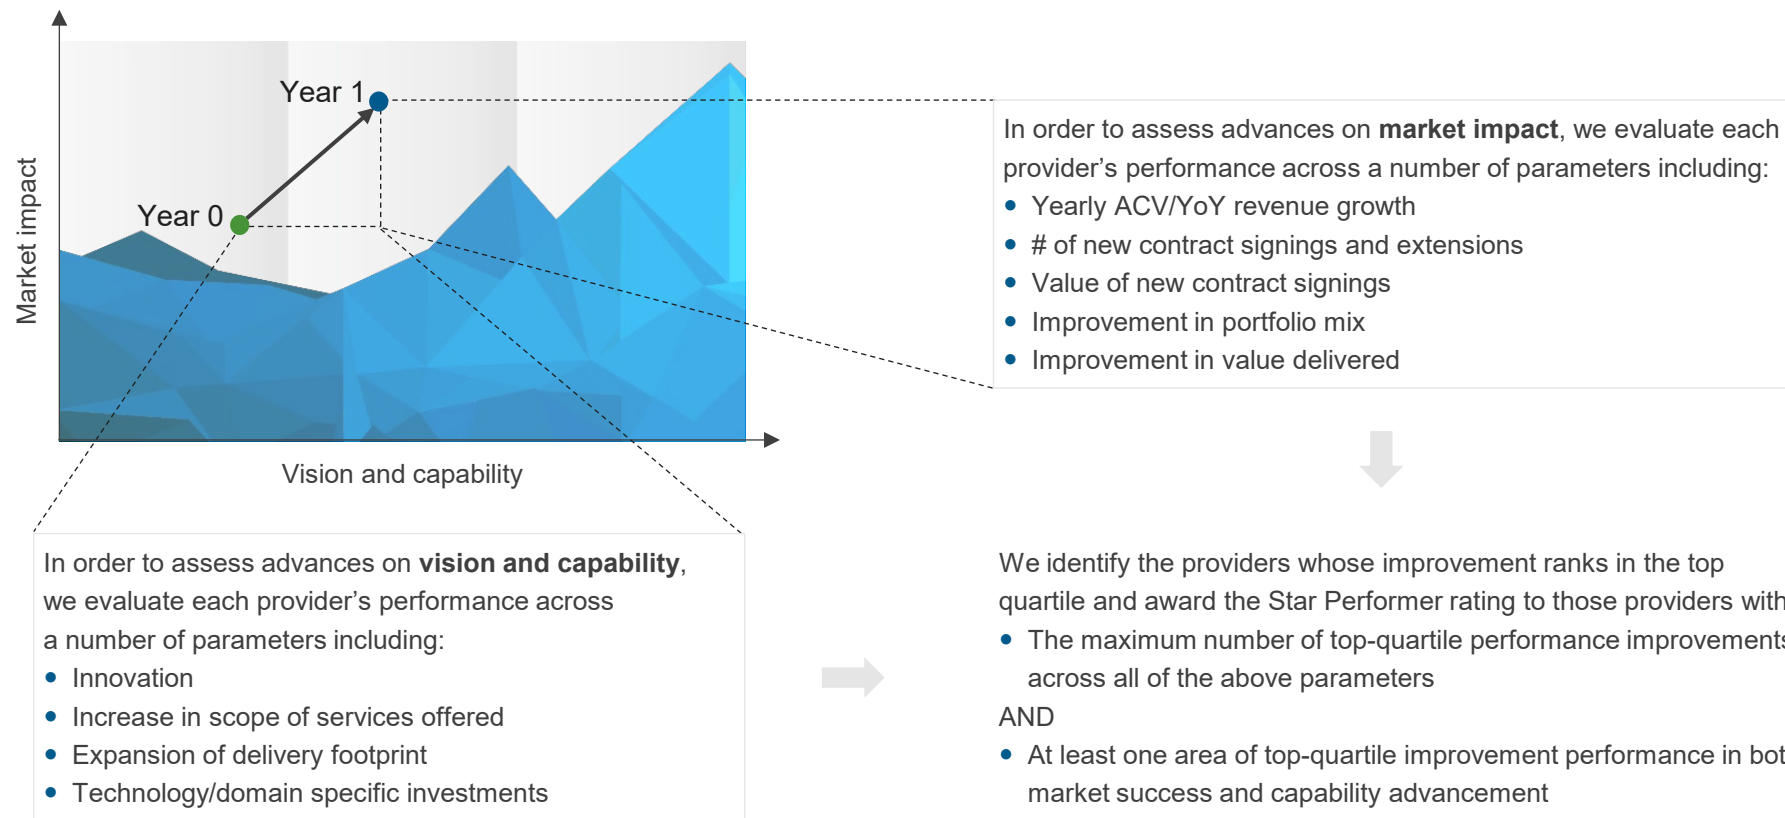 Year 1
Year 0
Market impact
Vision and capability
In order to assess advances on market impact, we evaluate each
provider’s performance across a number of parameters including:
• Yearly ACV/YoY revenue growth
• # of new contract signings and extensions
• Value of new contract signings
• Improvement in portfolio mix
• Improvement in value delivered
In order to assess advances on vision and capability,
we evaluate each provider’s performance across
a number of parameters including:
• Innovation
• Increase in scope of services offered
• Expansion of delivery footprint
• Technology/domain specific investments
We identify the providers whose improvement ranks in the top
quartile and award the Star Performer rating to those providers with
• The maximum number of top-quartile performance improvements
across all of the above parameters
AND
• At least one area of top-quartile improvement performance in
market success and capability advancement